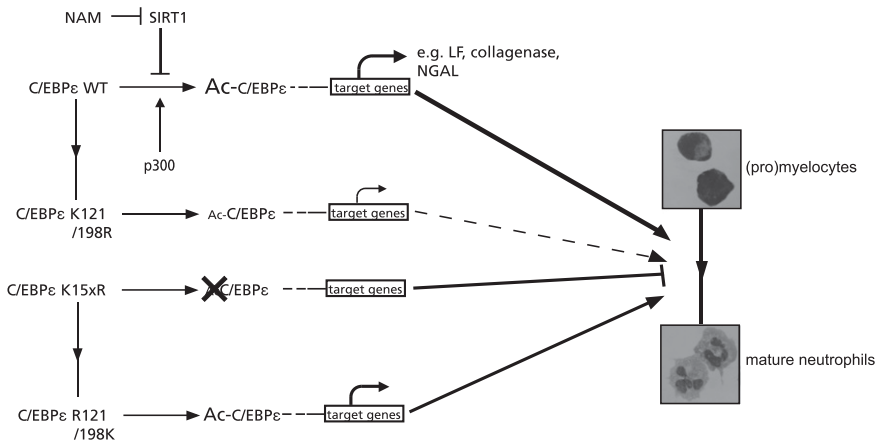 NAM SIRT1
C/EBPε WT Ac-C/EBPε target genes e.g. LF, collagenase,
NGAL
p300
(pro)myelocytes
C/EBPε K121 Ac-C/EBPε target genes
/198R
C/EBPε K15xR C/EBPε target genes
mature neutrophils
C/EBPε R121 Ac-C/EBPε target genes
/198K